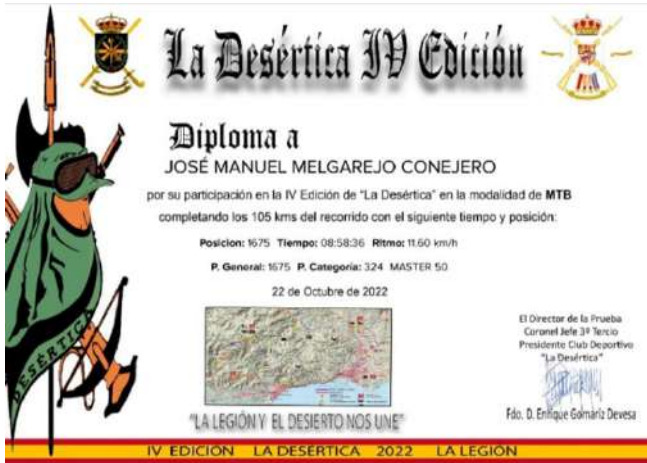 La Desértica IV Edición
Diploma a
JOSÉ MANUEL MELGAREJO CONEJERO
por su participación en la IV Edición de "La Desértica" en la modalidad de MTB
completando los 105 kms del recorrido con el siguiente tiempo y posición:
Posicion: 1675 Tiempo: 08:58:36 Ritmo: 11.60 km/h
P. General: 1675 P. Categoría: 324 MASTER 50
22 de Octubre de 2022
El Director de la Prueba
Coronel Jefe 3º Tercio
Presidente Club Deportivo
"La Desértica"
Fdo. D. Enrique Gomariz Devesa
DESÉRTICA
"LA LEGIÓN Y EL DESIERTO NOS UNE"
IV EDICIÓN LA DESÉRTICA 2022 LA LEGIÓN